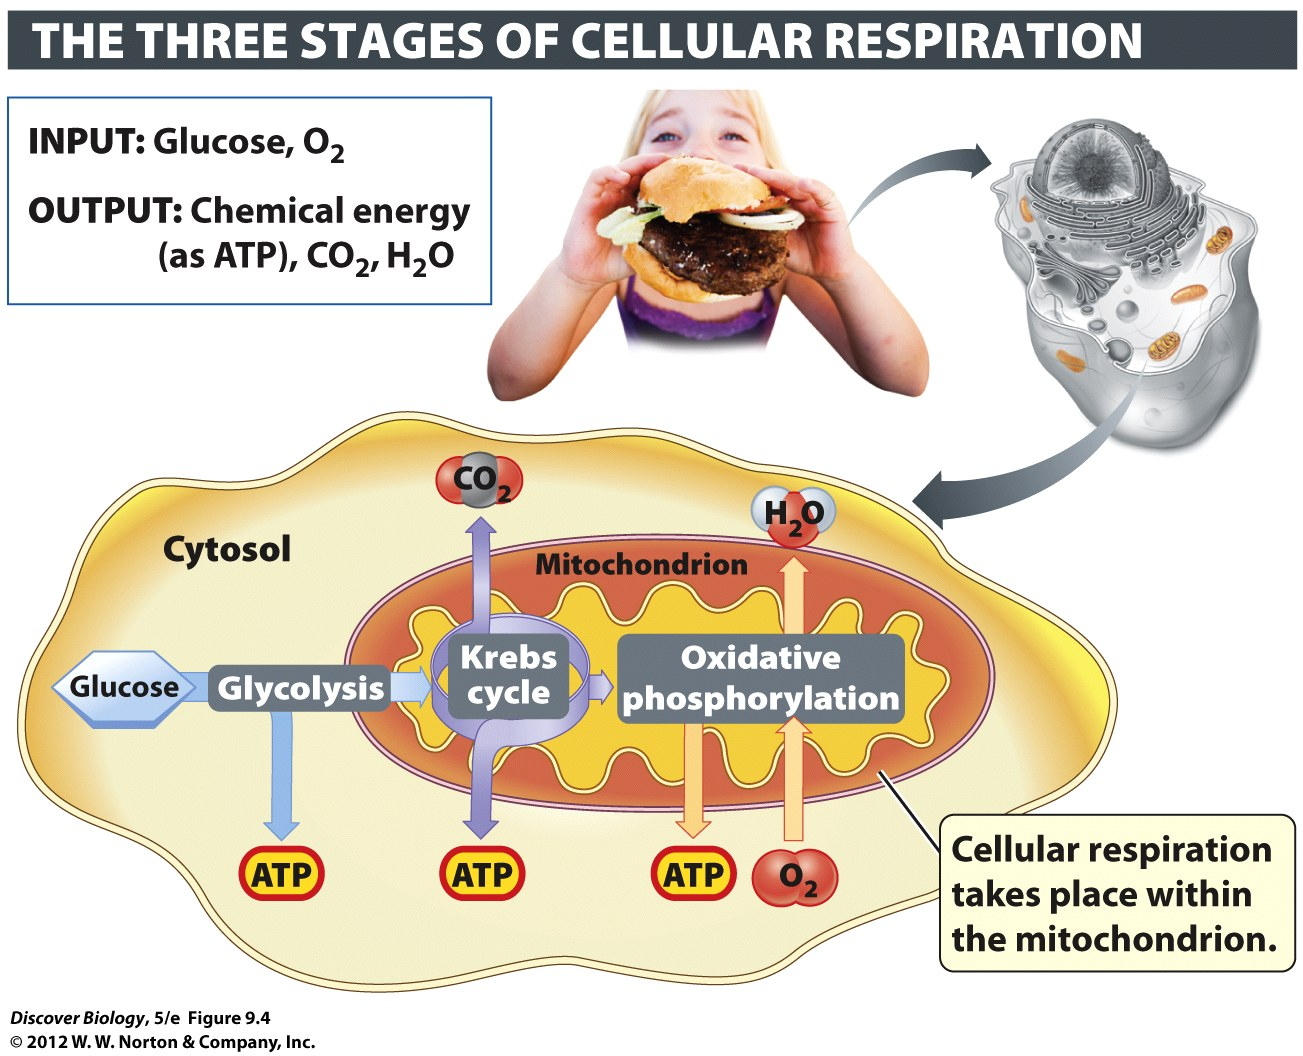 THE THREE STAGES OF CELLULAR RESPIRATION
INPUT: Glucose, O2
OUTPUT: Chemical energy
(as ATP), CO2, H2O
CO2
H2O
Cytosol
Mitochondrion
Glucose
Glycolysis
Krebs
cycle
Oxidative
phosphorylation
ATP
ATP
ATP
O2
Cellular respiration
takes place within
the mitochondrion.
Discover Biology, 5/e Figure 9.4
© 2012 W. W. Norton & Company, Inc.